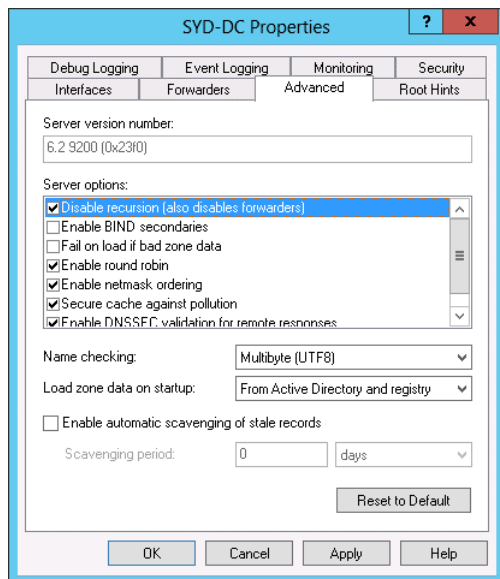 SYD-DC Properties
? x
Debug Logging Event Logging Monitoring Security
Interfaces Forwarders Advanced Root Hints
Server version number:
6.2 9200 (0x23f0)
Server options:
Disable recursion (also disables forwarders)
Enable BIND secondaries
Fail on load if bad zone data
Enable round robin
Enable netmask ordering
Secure cache against pollution
Enable DNSSEC validation for remote responses
Name checking: Multibyte (UTF8)
Load zone data on startup: From Active Directory and registry
Enable automatic scavenging of stale records
Scavenging period: 0 days
Reset to Default
OK Cancel Apply Help